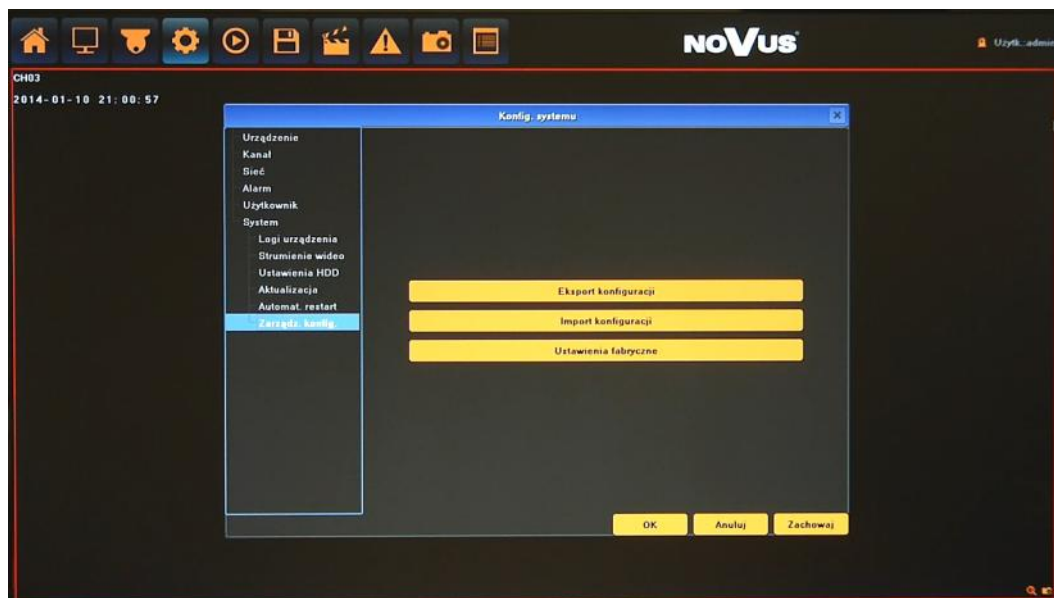 NOVUS
Użytk.:admin
CH03
2014-01-10 21:00:57
Konfig. systemu
Urządzenie
Kanał
Sieć
Alarm
Użytkownik
System
Logi urządzenia
Strumienie wideo
Ustawienia HDD
Aktualizacja
Automat. restart
Zarządz. konfig.
Eksport konfiguracji
Import konfiguracji
Ustawienia fabryczne
OK
Anuluj
Zachowaj